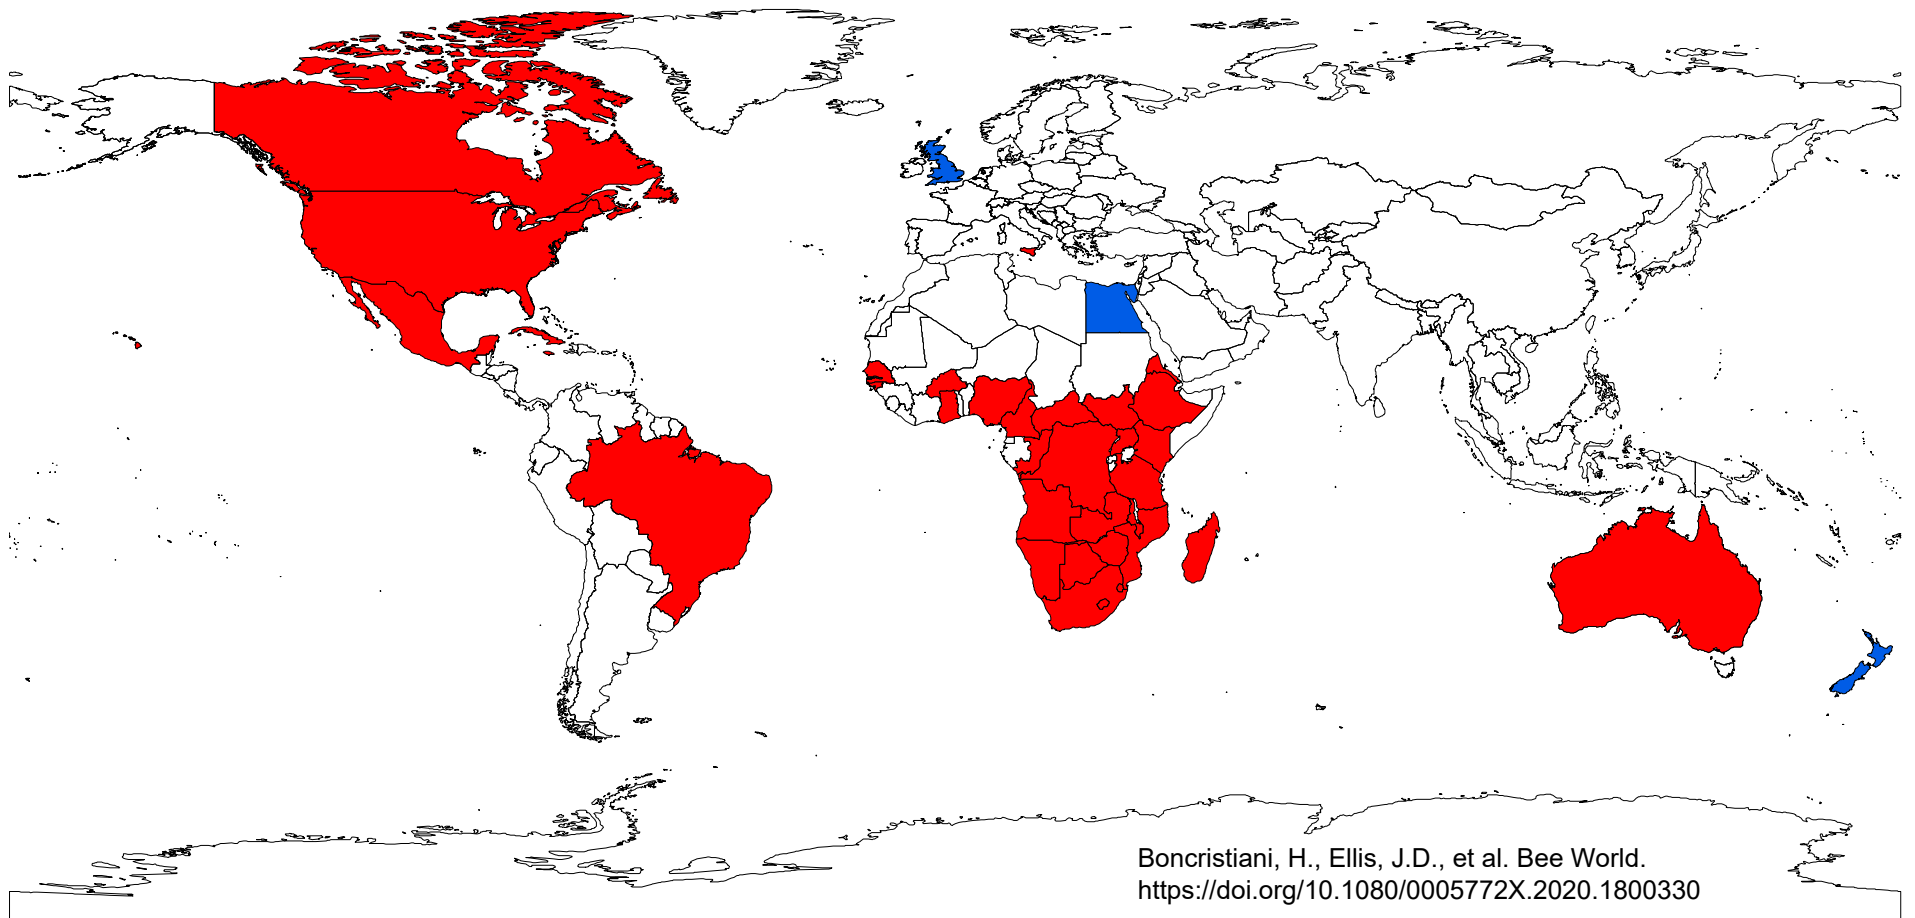 Boncristiani, H., Ellis, J.D., et al. Bee World.
https://doi.org/10.1080/0005772X.2020.1800330